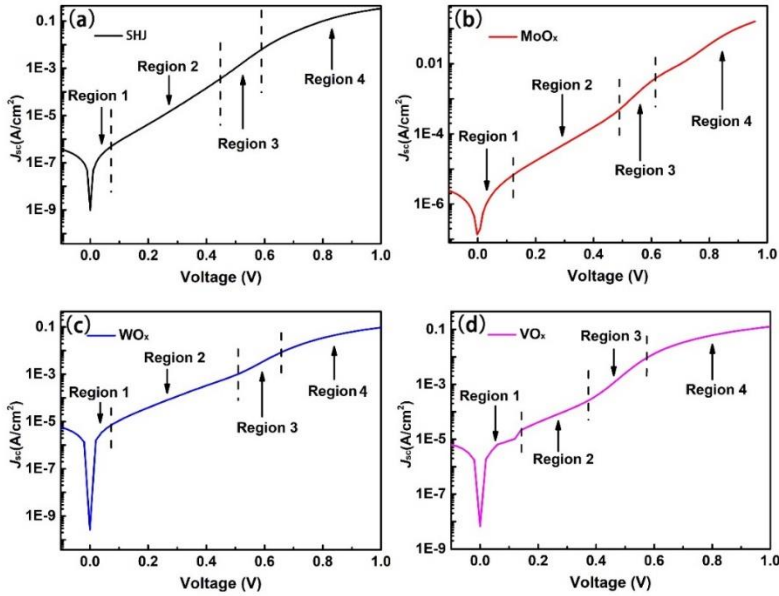 (a)
SHJ
Region 1
Region 2
Region 3
Region 4
Jsc(A/cm²)
0.1
1E-3
1E-5
1E-7
1E-9
0.0 0.2 0.4 0.6 0.8 1.0
Voltage (V)
(b)
MoOₓ
Region 1
Region 2
Region 3
Region 4
Jsc(A/cm²)
0.01
1E-4
1E-6
0.0 0.2 0.4 0.6 0.8 1.0
Voltage (V)
(c)
WOₓ
Region 1
Region 2
Region 3
Region 4
Jsc(A/cm²)
0.1
1E-3
1E-5
1E-7
1E-9
0.0 0.2 0.4 0.6 0.8 1.0
Voltage (V)
(d)
VOₓ
Region 1
Region 2
Region 3
Region 4
Jsc(A/cm²)
0.1
1E-3
1E-5
1E-7
1E-9
0.0 0.2 0.4 0.6 0.8 1.0
Voltage (V)